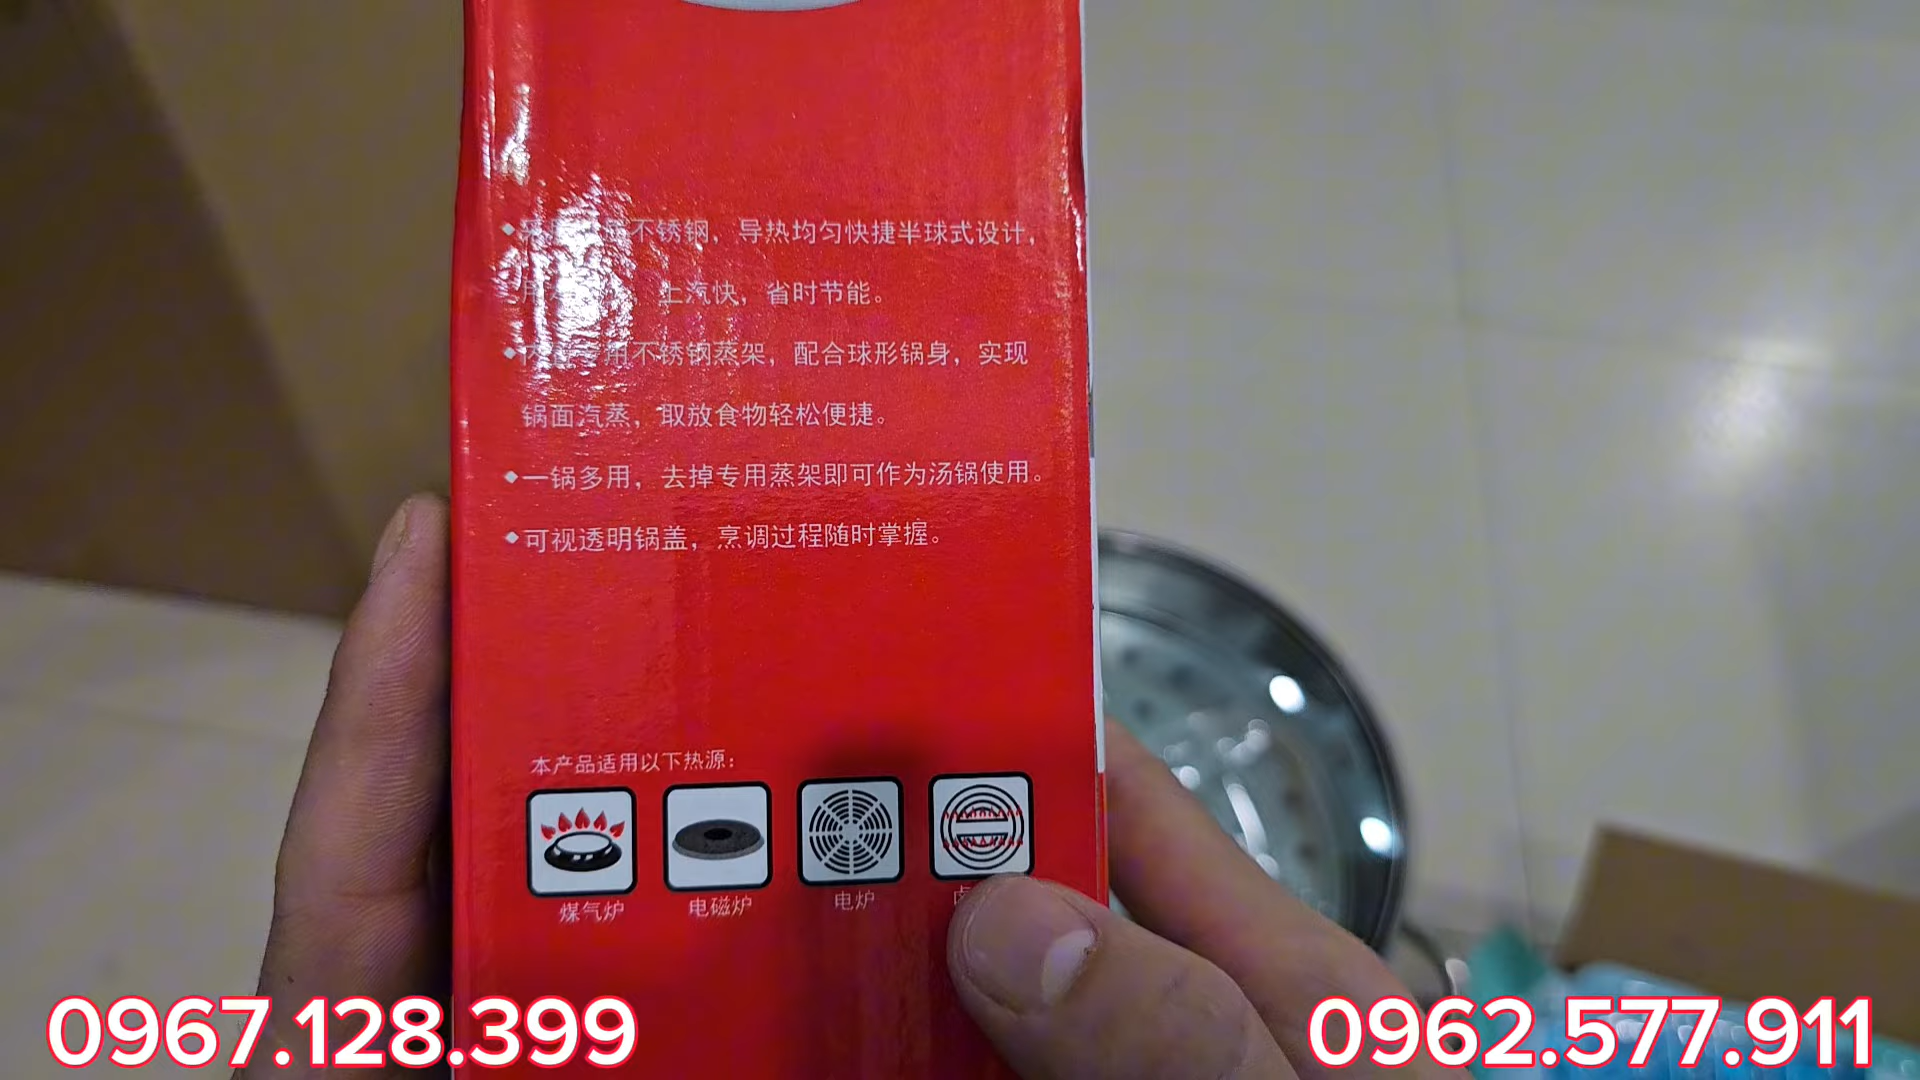 不锈钢，导热均匀快捷半球式设计，
上汽快，省时节能。
用不锈钢蒸架，配合球形锅身，实现
锅面汽蒸，取放食物轻松便捷。
◆一锅多用，去掉专用蒸架即可作为汤锅使用。
◆可视透明锅盖，烹调过程随时掌握。
本产品适用以下热源：
煤气炉 电磁炉 电炉
0967.128.399
0962.577.911